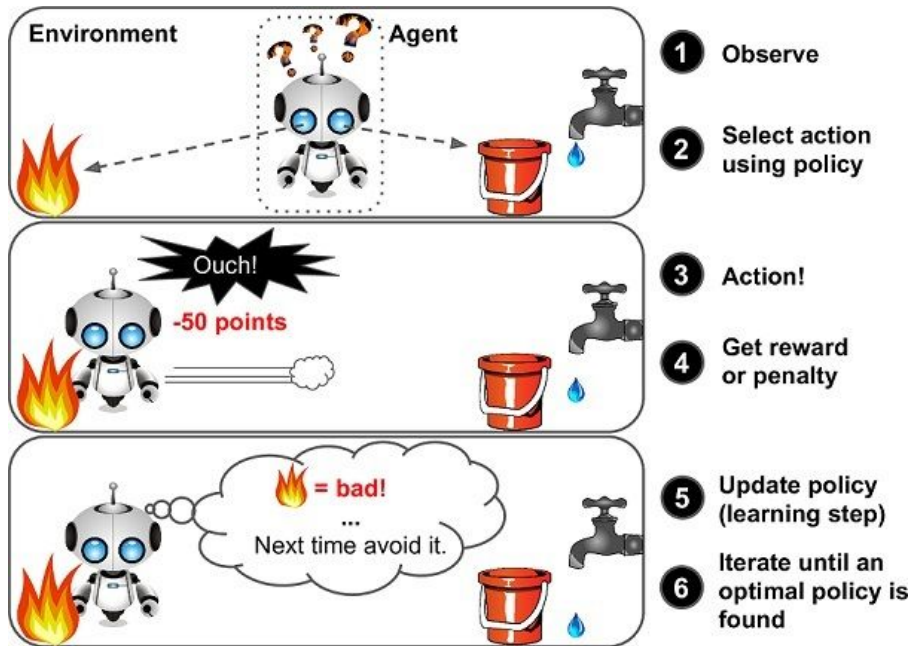 Environment
Agent
? ? ?
1 Observe
2 Select action
using policy
Ouch!
-50 points
3 Action!
4 Get reward
or penalty
= bad!
...
Next time avoid it.
5 Update policy
(learning step)
6 Iterate until an
optimal policy is
found